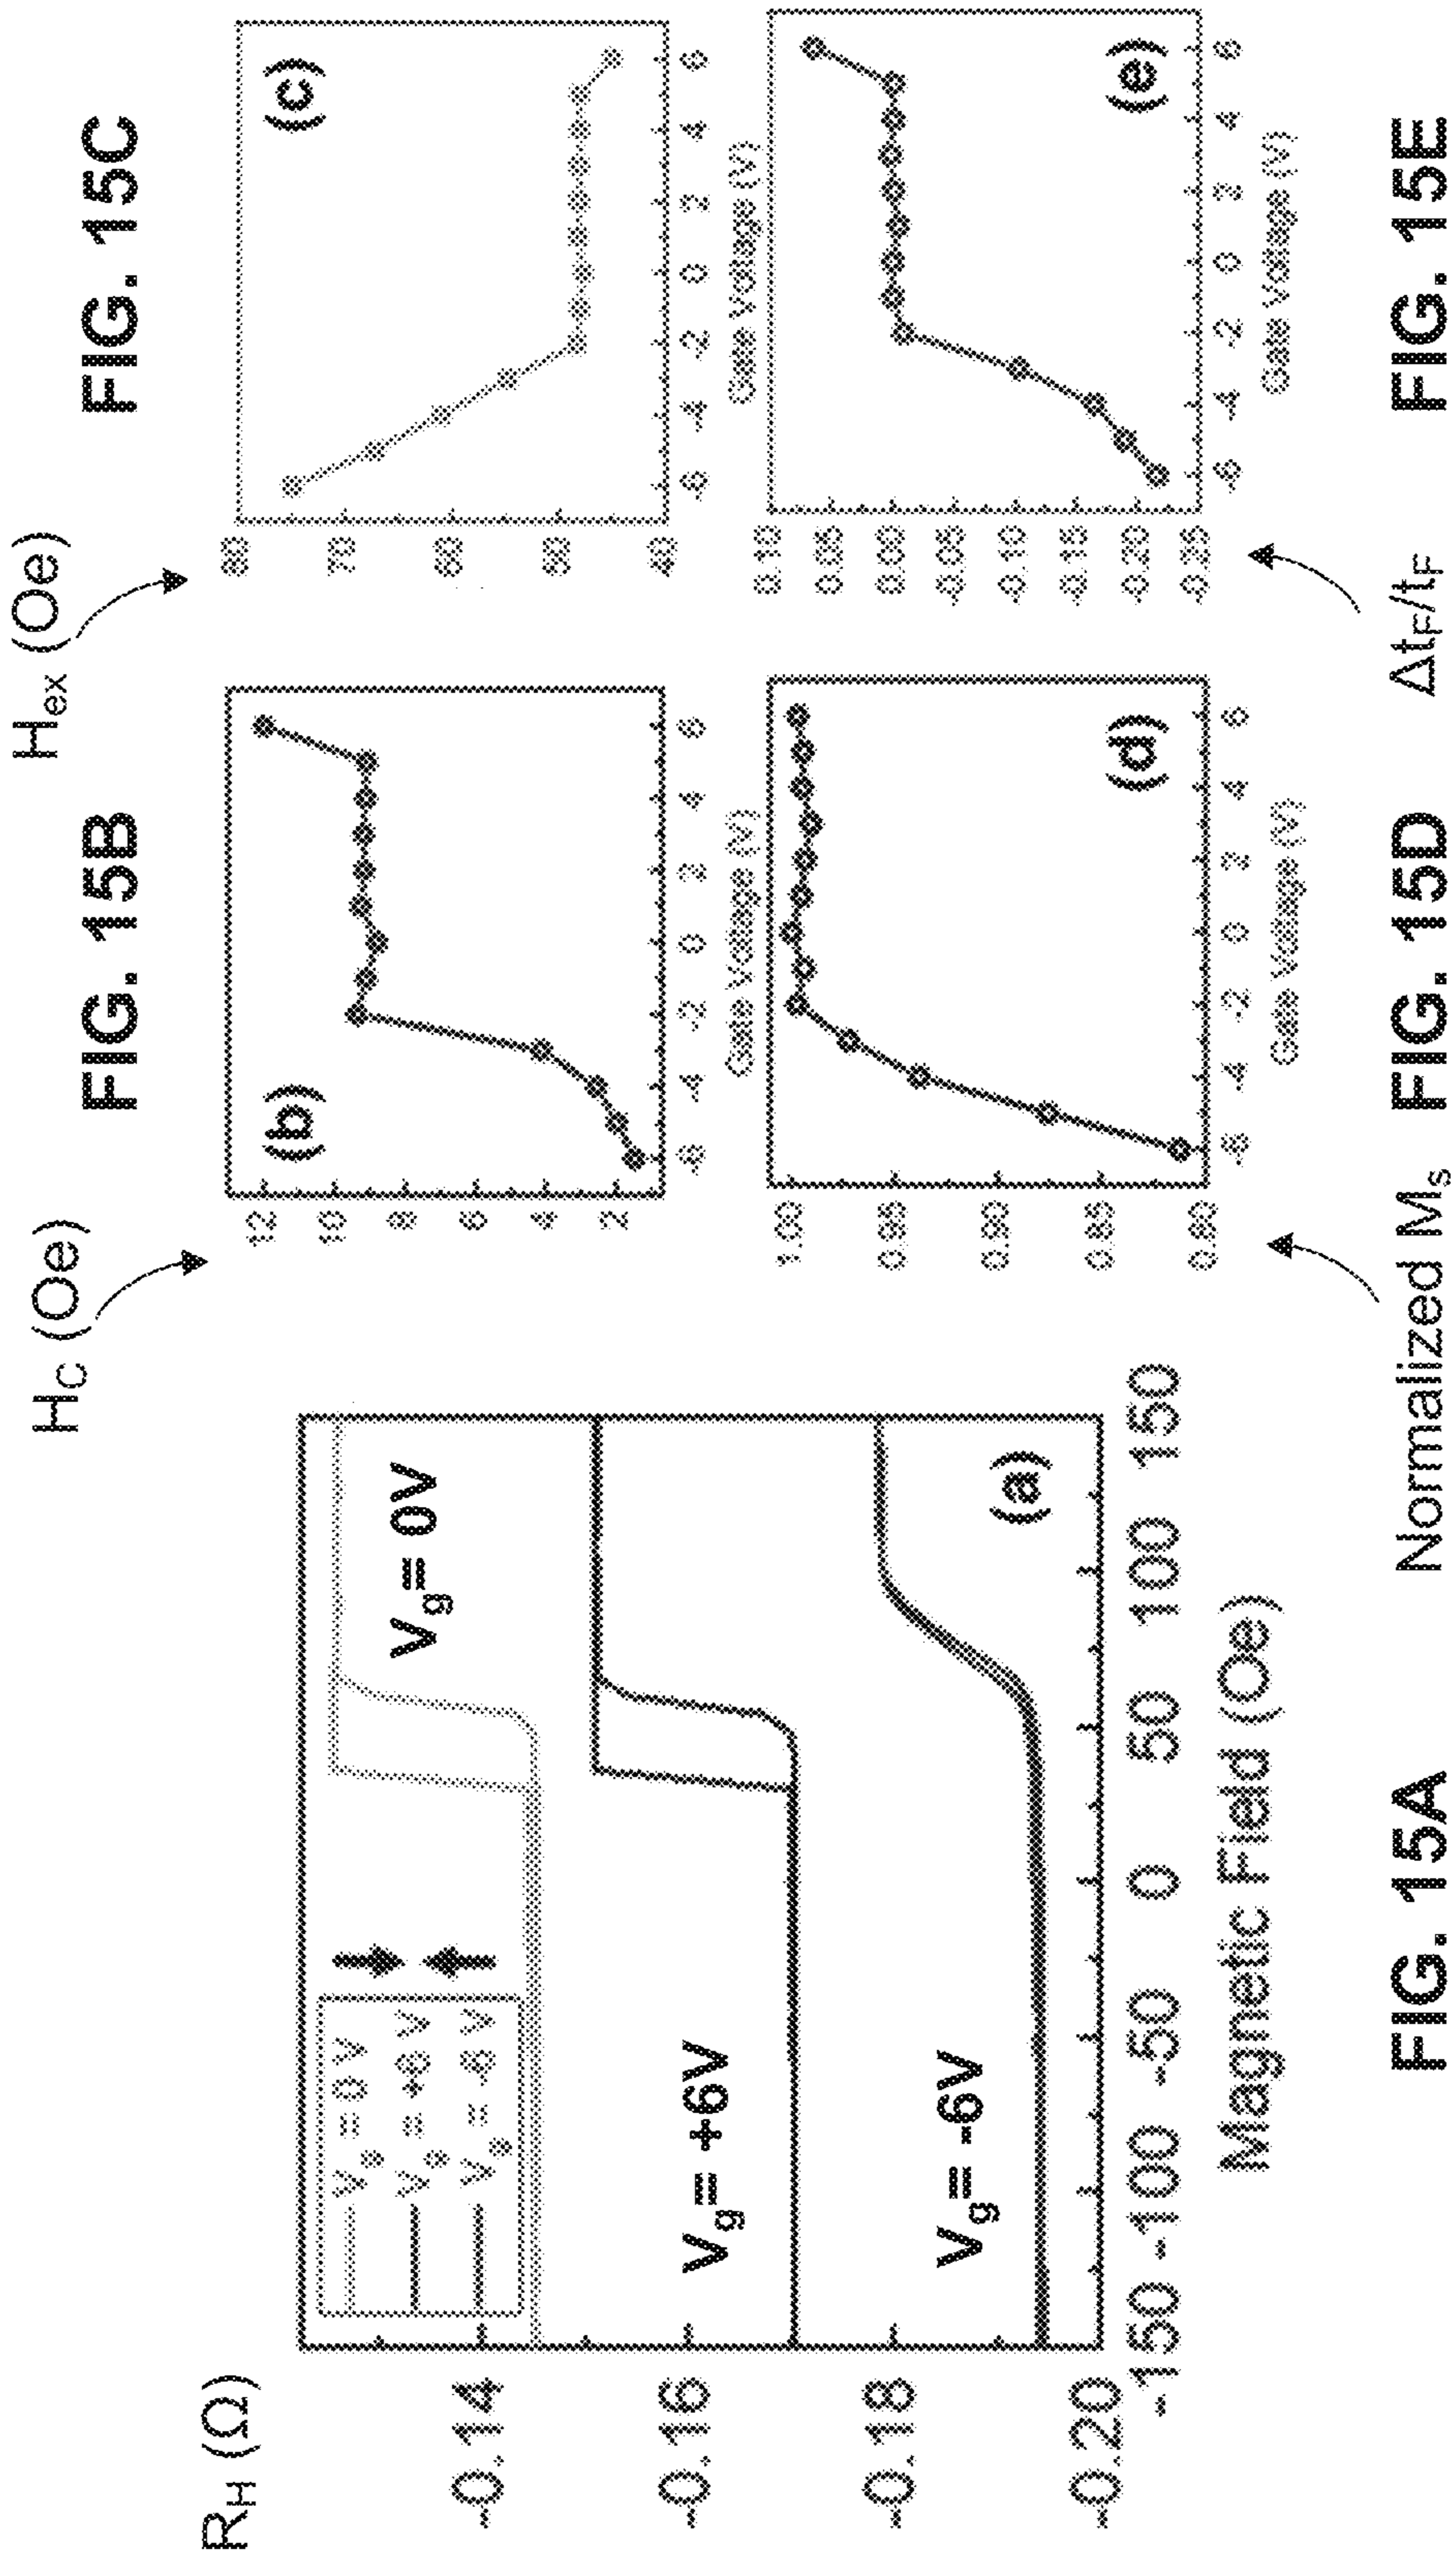 FIG. 15A
R_H (Ω)
-0.14
-0.16
-0.18
-0.20
V_g = 0 V
V_g = +6 V
V_g = -6 V
V_g = 0V
V_g = +6V
V_g = -6V
(a)
-150 -100 -50 0 50 100 150
Magnetic Field (Oe)
FIG. 15B
H_C (Oe)
12
10
8
6
4
2
(b)
-6 -4 -2 0 2 4 6
Gate Voltage (V)
FIG. 15C
H_ex (Oe)
80
70
60
50
40
(c)
-6 -4 -2 0 2 4 6
Gate Voltage (V)
FIG. 15D
Normalized M_s
1.00
0.95
0.90
0.85
0.80
(d)
-6 -4 -2 0 2 4 6
Gate Voltage (V)
FIG. 15E
Δt_F/t_F
0.10
0.05
0.00
-0.05
-0.10
-0.15
-0.20
-0.25
(e)
-6 -4 -2 0 2 4 6
Gate Voltage (V)